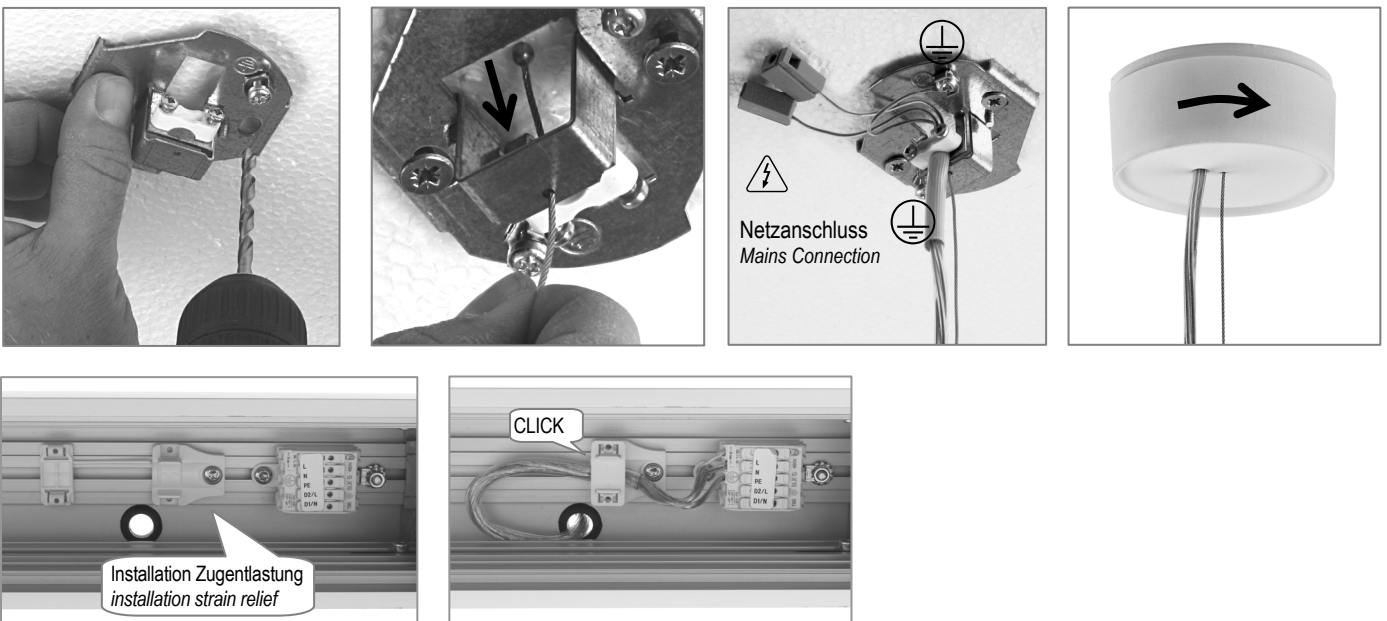 Netzanschluss
Mains Connection
Installation Zugentlastung
installation strain relief
L
N
PE
D2/L
D1/N
CLICK
L
N
PE
D2/L
D1/N